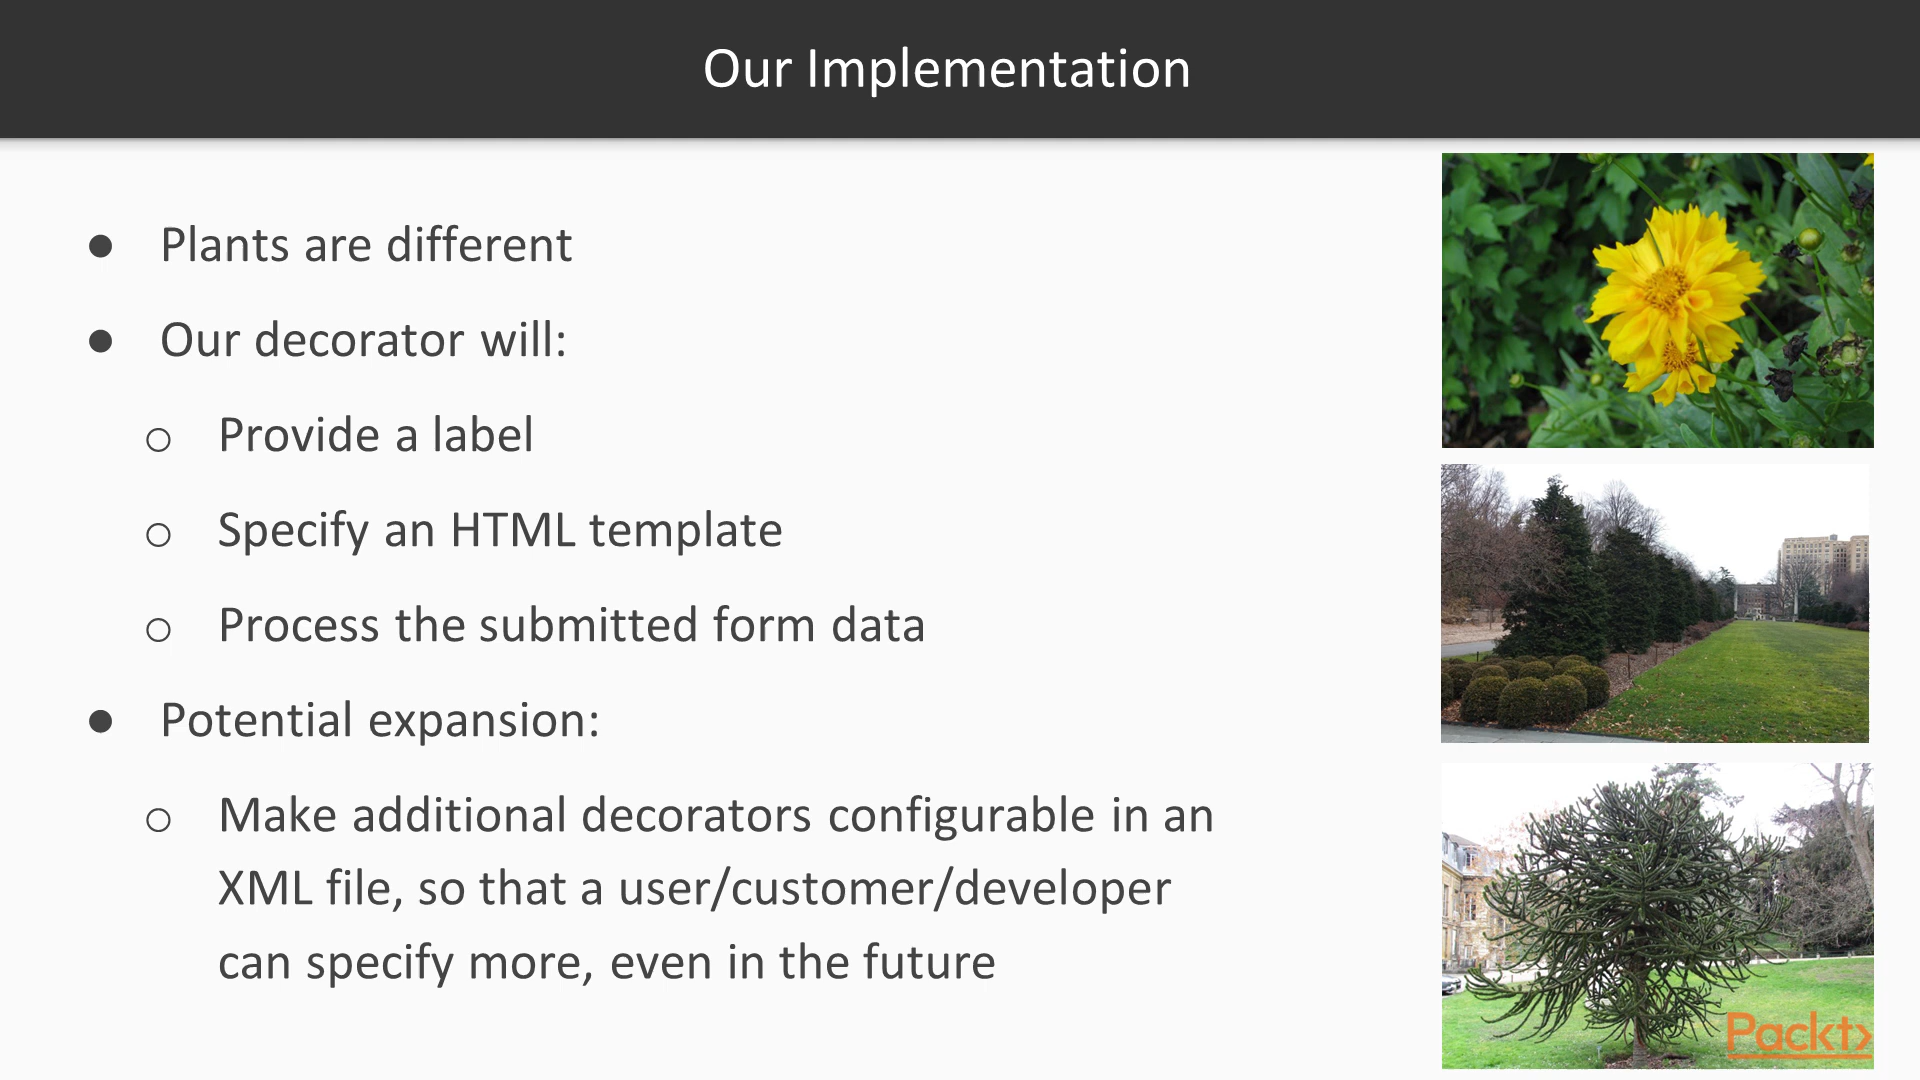 Our Implementation
● Plants are different
● Our decorator will:
o Provide a label
o Specify an HTML template
o Process the submitted form data
● Potential expansion:
o Make additional decorators configurable in an
XML file, so that a user/customer/developer
can specify more, even in the future
Packt>